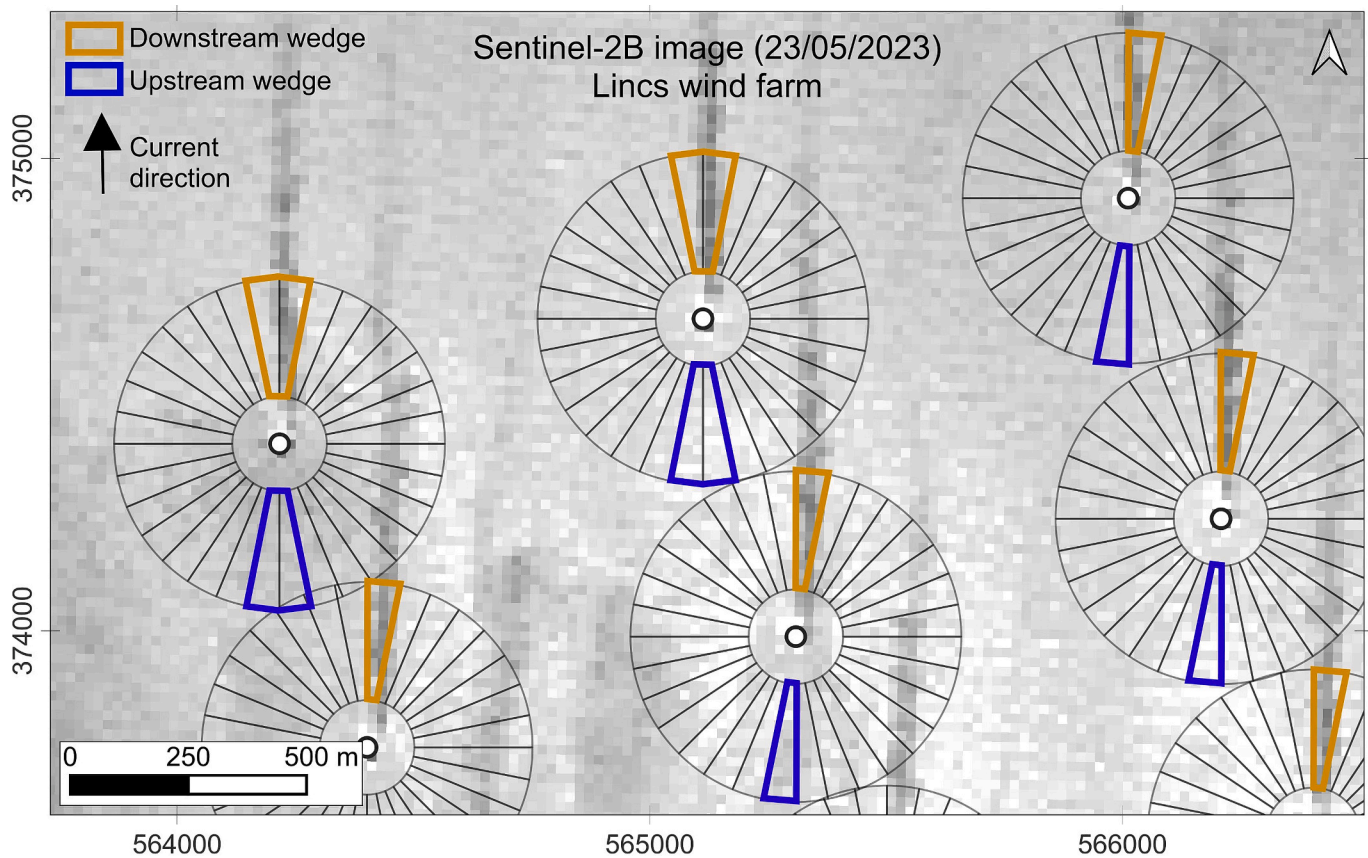 Downstream wedge
Upstream wedge
Current
direction
Sentinel-2B image (23/05/2023)
Lincs wind farm
375000
374000
0 250 500 m
564000 565000 566000